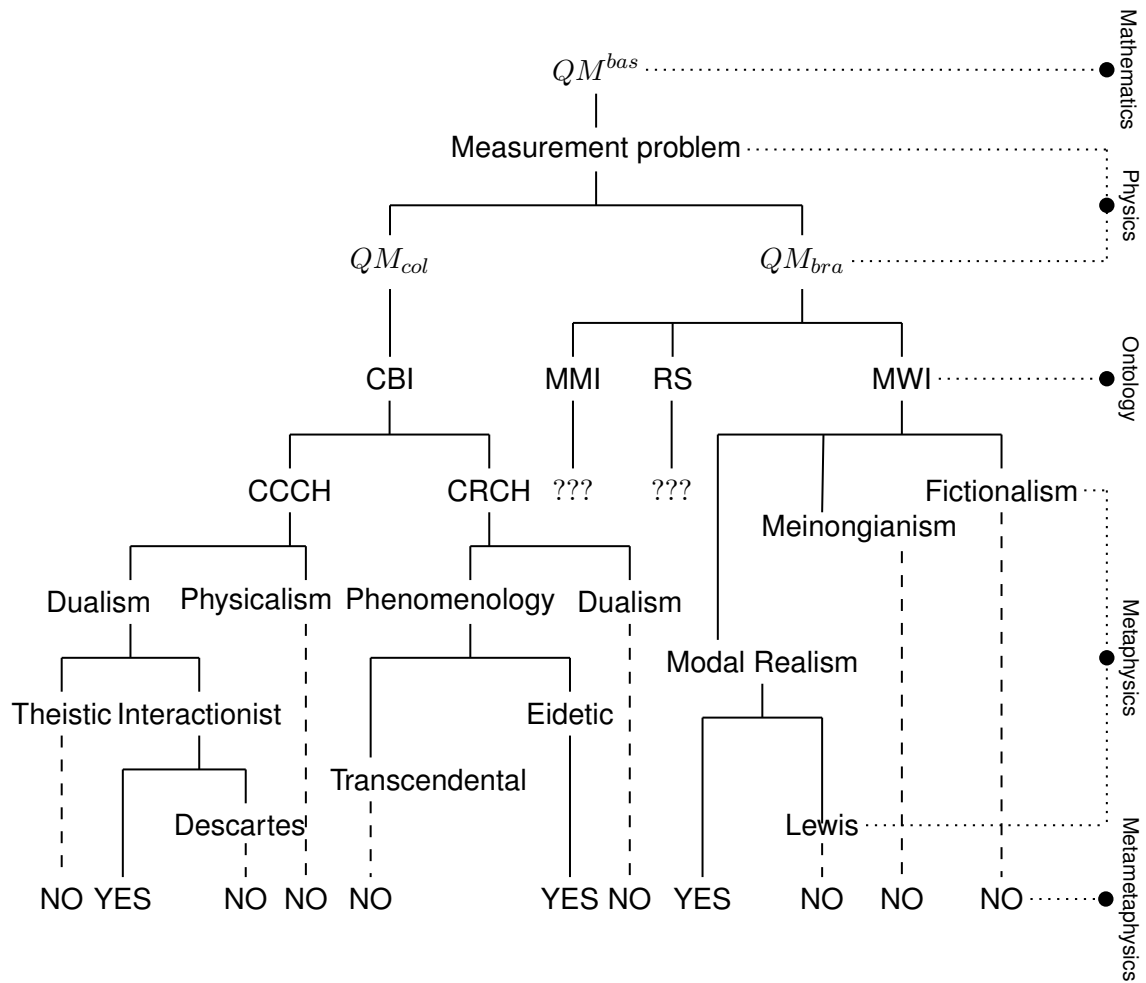 QM^{bas}
Mathematics
Measurement problem
Physics
QM_{col} QM_{bra}
CBI MMI RS MWI
Ontology
CCCH CRCH ??? ??? Fictionalism
Meinongianism
Dualism Physicalism Phenomenology Dualism
Modal Realism
Metaphysics
Theistic Interactionist Eidetic
Transcendental
Descartes Lewis
NO YES NO NO NO YES NO YES NO NO NO
Metametaphysics